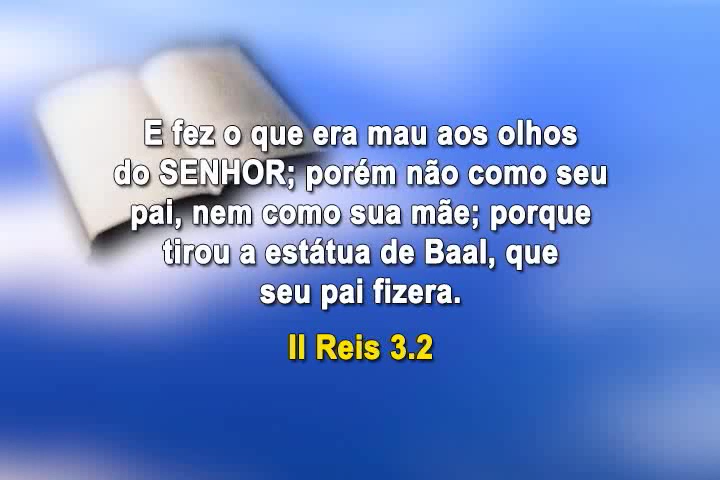 E fez o que era mau aos olhos
do SENHOR; porém não como seu
pai, nem como sua mãe; porque
tirou a estátua de Baal, que
seu pai fizera.
II Reis 3.2